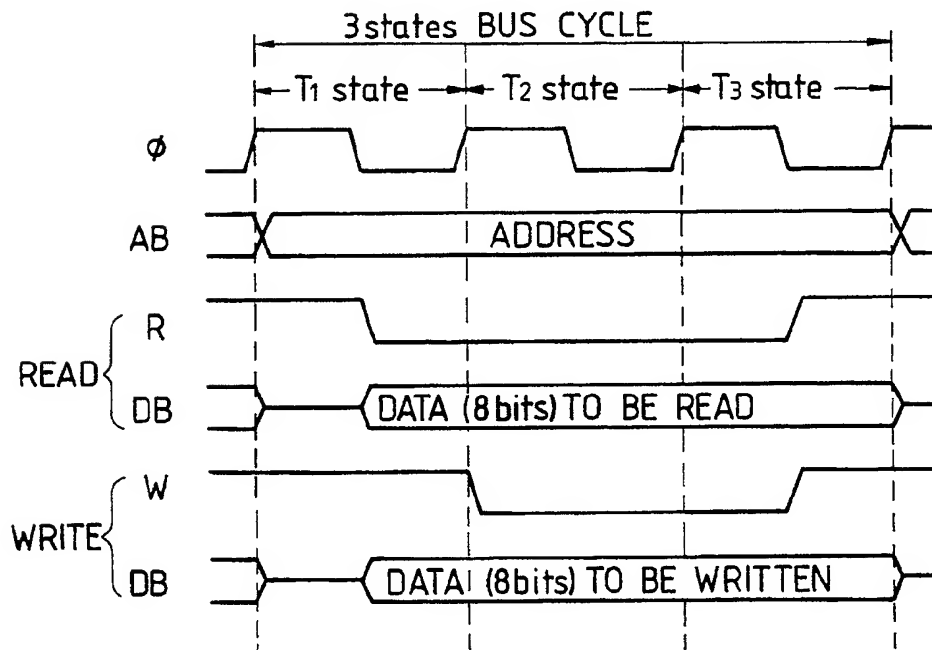 3states BUS CYCLE
T1 state
T2 state
T3 state
ø
AB
ADDRESS
READ
R
DB
DATA (8bits) TO BE READ
WRITE
W
DB
DATA (8bits) TO BE WRITTEN